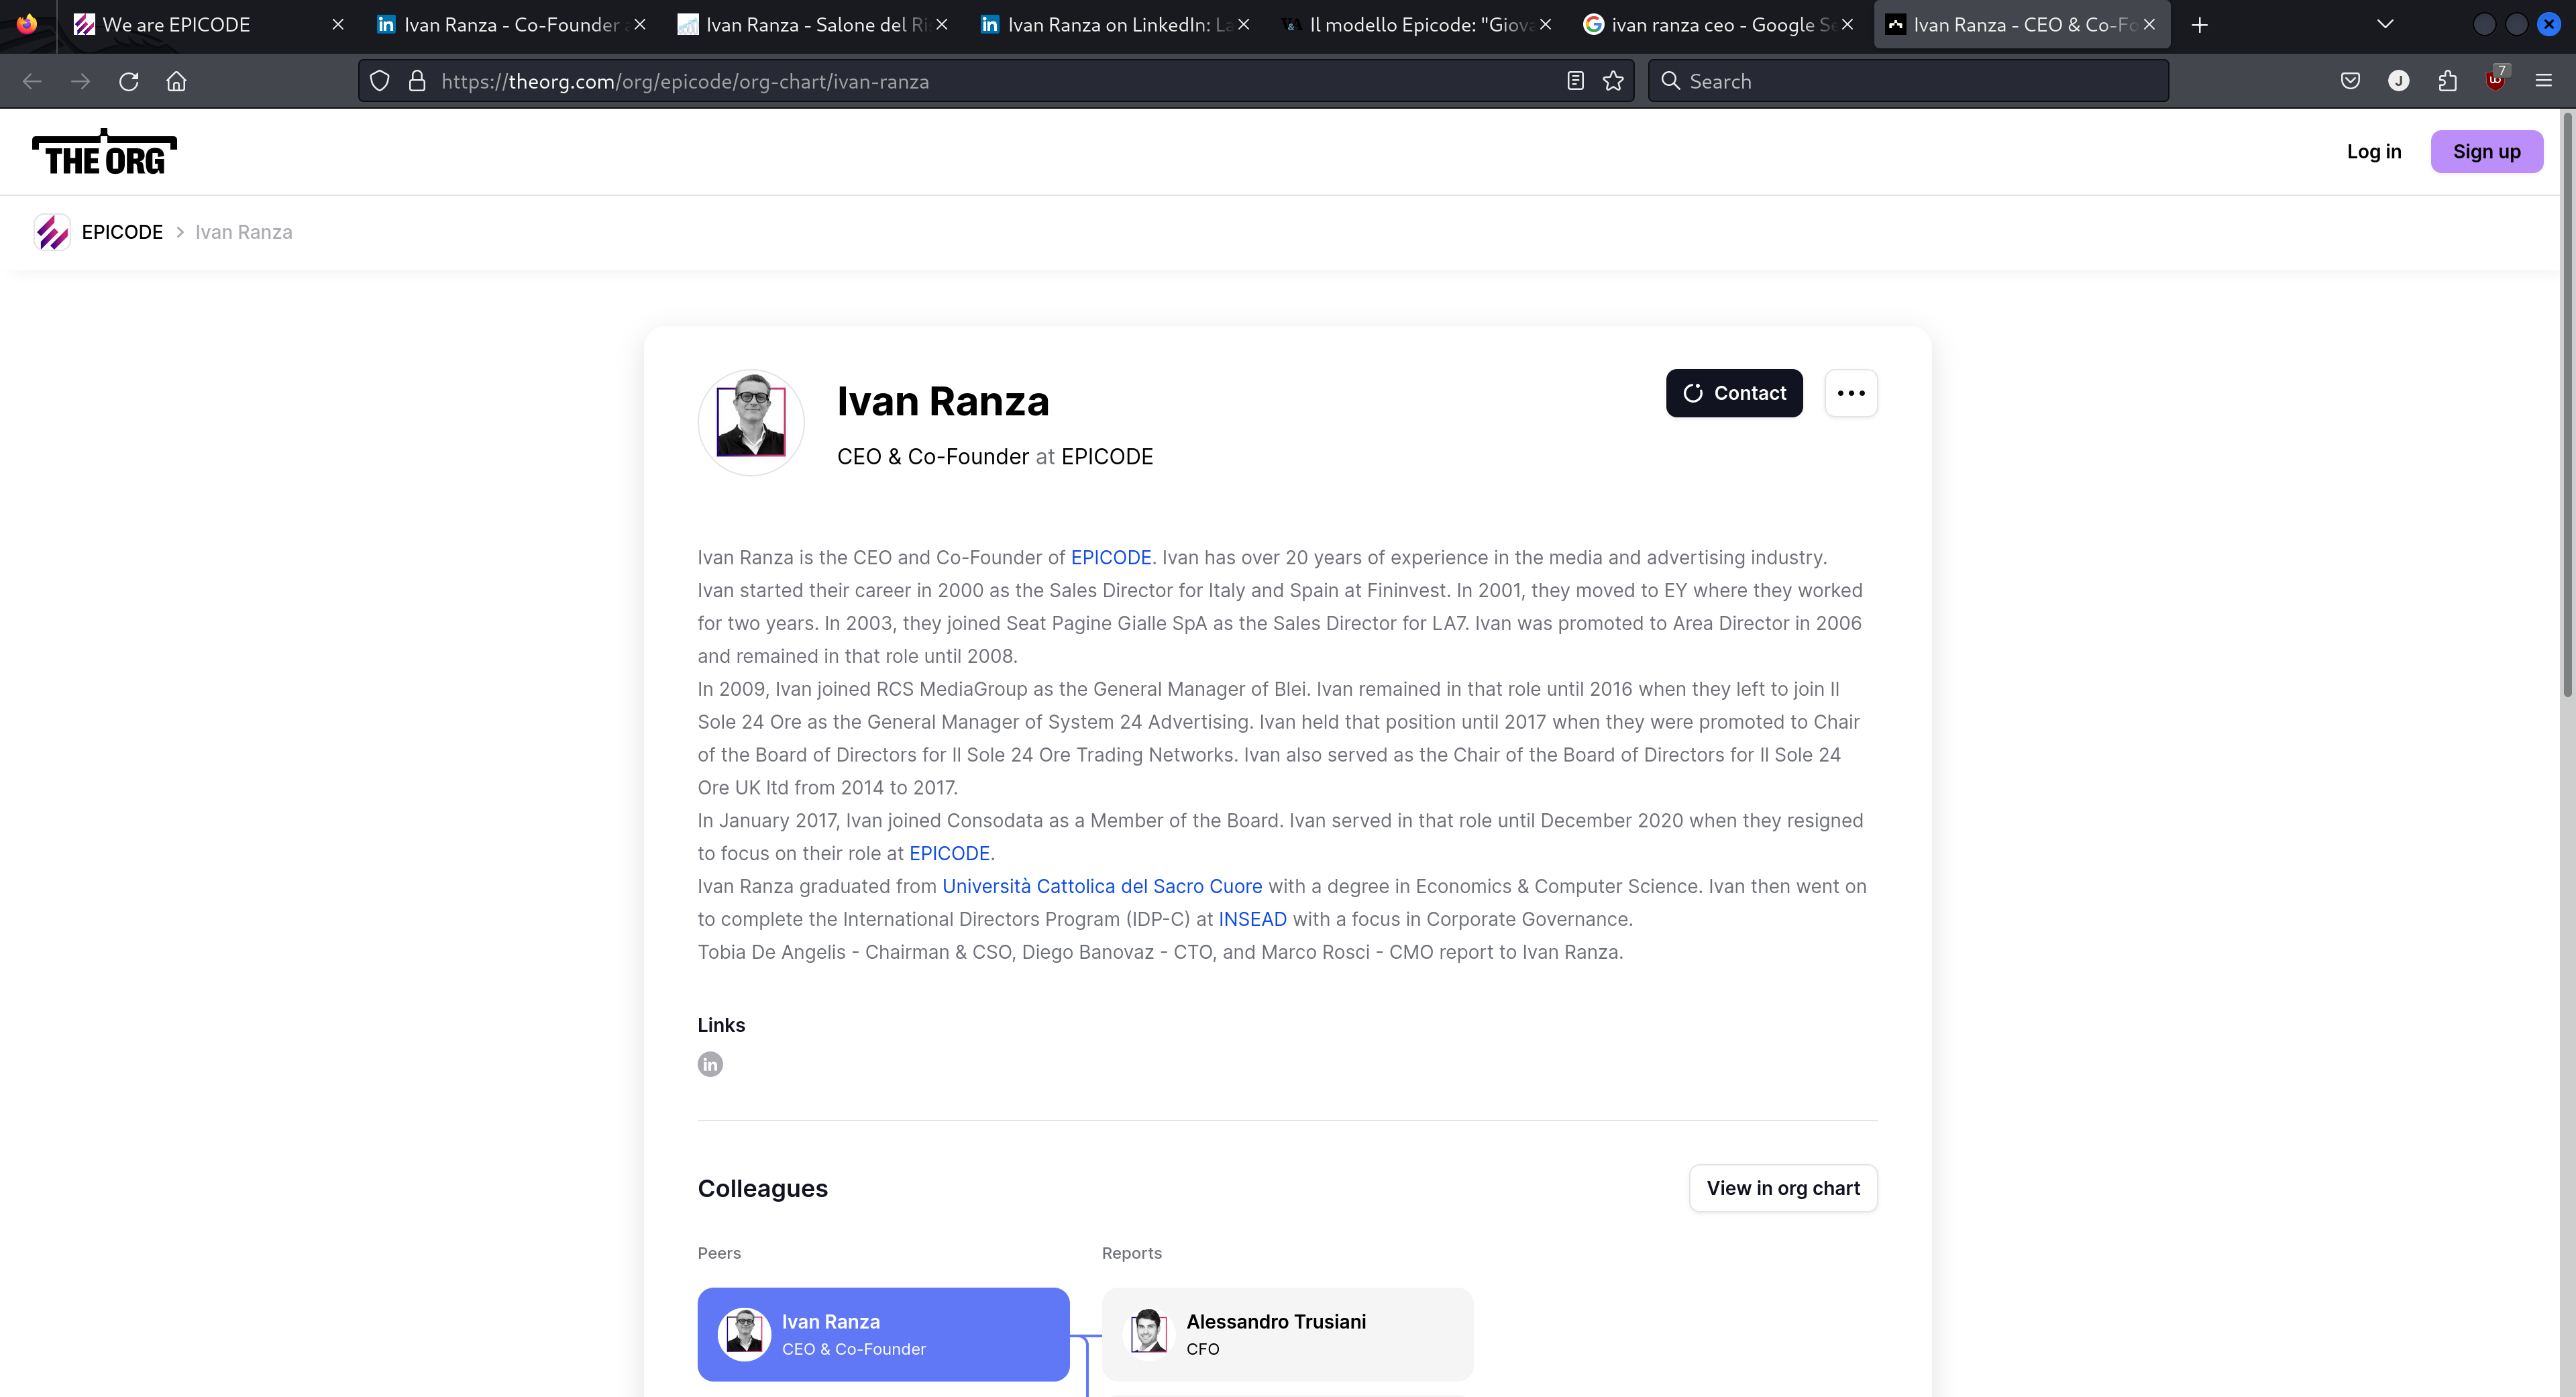 We are EPICODE
Ivan Ranza - Co-Founder
Ivan Ranza - Salone del Ri
Ivan Ranza on LinkedIn: La
Il modello Epicode: "Giova
ivan ranza ceo - Google Se
Ivan Ranza - CEO & Co-Fo
https://theorg.com/org/epicode/org-chart/ivan-ranza
Search
J
7
THE ORG
Log in
Sign up
EPICODE > Ivan Ranza
Ivan Ranza
Contact
CEO & Co-Founder at EPICODE
Ivan Ranza is the CEO and Co-Founder of EPICODE. Ivan has over 20 years of experience in the media and advertising industry.
Ivan started their career in 2000 as the Sales Director for Italy and Spain at Fininvest. In 2001, they moved to EY where they worked
for two years. In 2003, they joined Seat Pagine Gialle SpA as the Sales Director for LA7. Ivan was promoted to Area Director in 2006
and remained in that role until 2008.
In 2009, Ivan joined RCS MediaGroup as the General Manager of Blei. Ivan remained in that role until 2016 when they left to join Il
Sole 24 Ore as the General Manager of System 24 Advertising. Ivan held that position until 2017 when they were promoted to Chair
of the Board of Directors for Il Sole 24 Ore Trading Networks. Ivan also served as the Chair of the Board of Directors for Il Sole 24
Ore UK ltd from 2014 to 2017.
In January 2017, Ivan joined Consodata as a Member of the Board. Ivan served in that role until December 2020 when they resigned
to focus on their role at EPICODE.
Ivan Ranza graduated from Università Cattolica del Sacro Cuore with a degree in Economics & Computer Science. Ivan then went on
to complete the International Directors Program (IDP-C) at INSEAD with a focus in Corporate Governance.
Tobia De Angelis - Chairman & CSO, Diego Banovaz - CTO, and Marco Rosci - CMO report to Ivan Ranza.
Links
in
Colleagues
View in org chart
Peers
Reports
Ivan Ranza
CEO & Co-Founder
Alessandro Trusiani
CFO